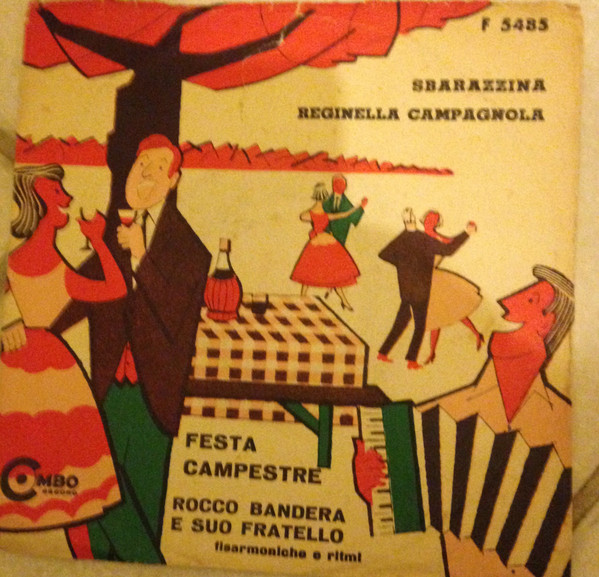 F 5485
SBARAZZINA
REGINELLA CAMPAGNOLA
FESTA
CAMPESTRE
ROCCO BANDERA
E SUO FRATELLO
fisarmoniche e ritmi
COMBO
RECORD